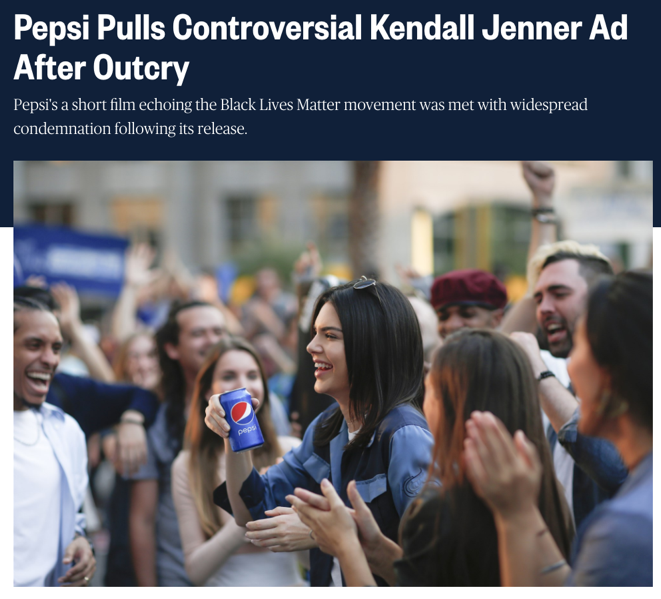 Pepsi Pulls Controversial Kendall Jenner Ad
After Outcry
Pepsi's a short film echoing the Black Lives Matter movement was met with widespread
condemnation following its release.
pepsi